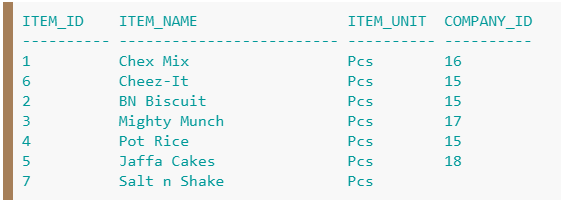 ITEM_ID    ITEM_NAME                 ITEM_UNIT  COMPANY_ID
---------- ------------------------- ---------- ----------
1          Chex Mix                  Pcs        16
6          Cheez-It                  Pcs        15
2          BN Biscuit                Pcs        15
3          Mighty Munch              Pcs        17
4          Pot Rice                  Pcs        15
5          Jaffa Cakes               Pcs        18
7          Salt n Shake              Pcs